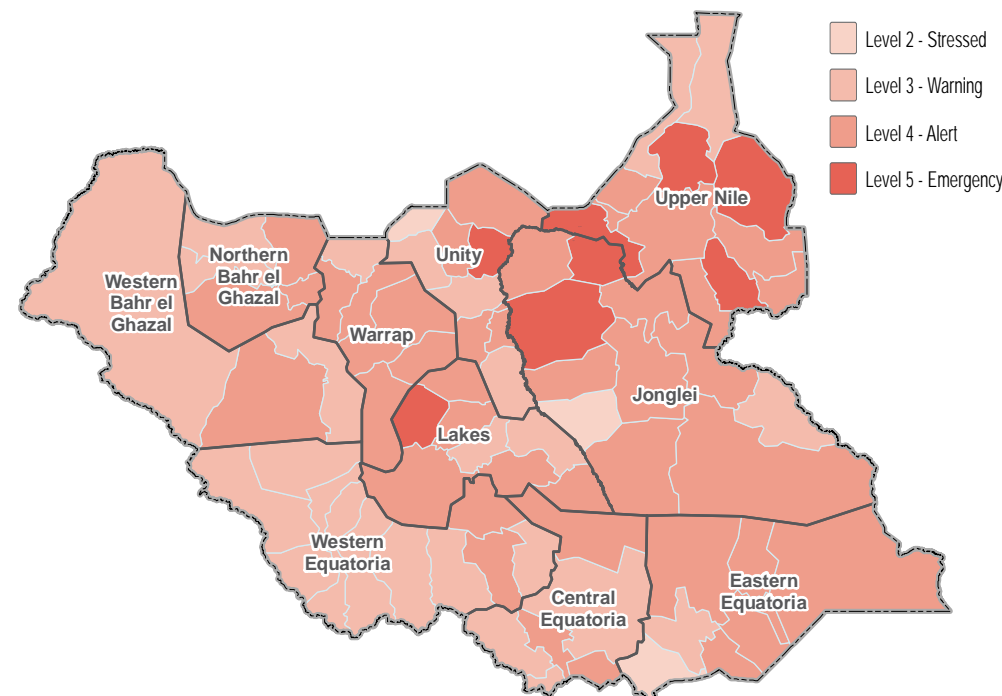 Level 2 - Stressed
Level 3 - Warning
Level 4 - Alert
Level 5 - Emergency
Upper Nile
Unity
Northern
Bahr el
Ghazal
Western
Bahr el
Ghazal
Warrap
Jonglei
Lakes
Western
Equatoria
Eastern
Equatoria
Central
Equatoria